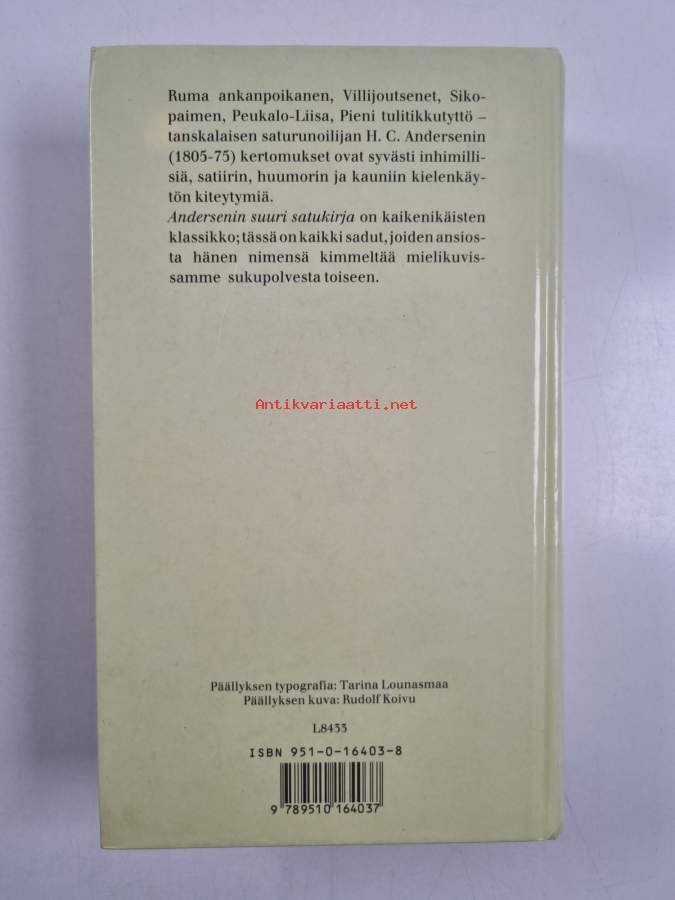 Ruma ankanpoikanen, Villijoutsenet, Siko-
paimen, Peukalo-Liisa, Pieni tulitikkutyttö –
tanskalaisen saturunoilijan H. C. Andersenin
(1805-75) kertomukset ovat syvästi inhimilli-
siä, satiirin, huumorin ja kauniin kielenkäy-
tön kiteytymiä.
Andersenin suuri satukirja on kaikenikäisten
klassikko; tässä on kaikki sadut, joiden ansios-
ta hänen nimensä kimmeltää mielikuvis-
samme sukupolvesta toiseen.
Antikvariaatti.net
Päällyksen typografia: Tarina Lounasmaa
Päällyksen kuva: Rudolf Koivu
L8433
ISBN 951-0-16403-8
9 789510 164037